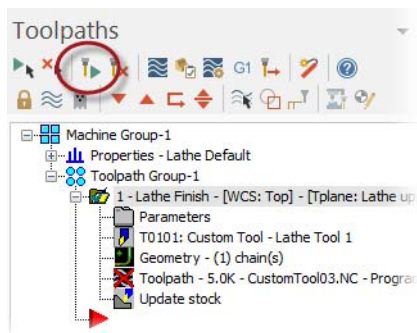 Toolpaths
G1
Machine Group-1
Properties - Lathe Default
Toolpath Group-1
1 - Lathe Finish - [WCS: Top] - [Tplane: Lathe up
Parameters
T0101: Custom Tool - Lathe Tool 1
Geometry - (1) chain(s)
Toolpath - 5.0K - CustomTool03.NC - Progra
Update stock